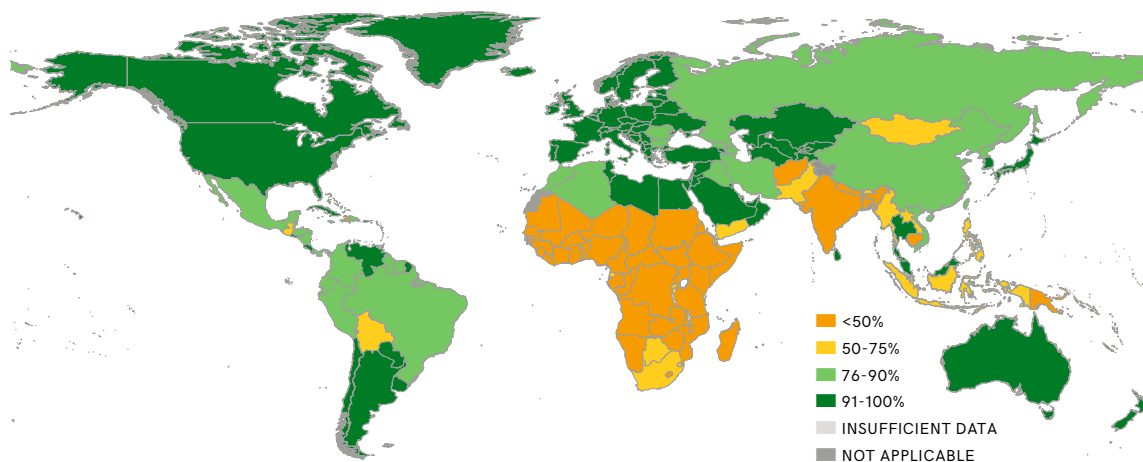 <50%
50-75%
76-90%
91-100%
INSUFFICIENT DATA
NOT APPLICABLE